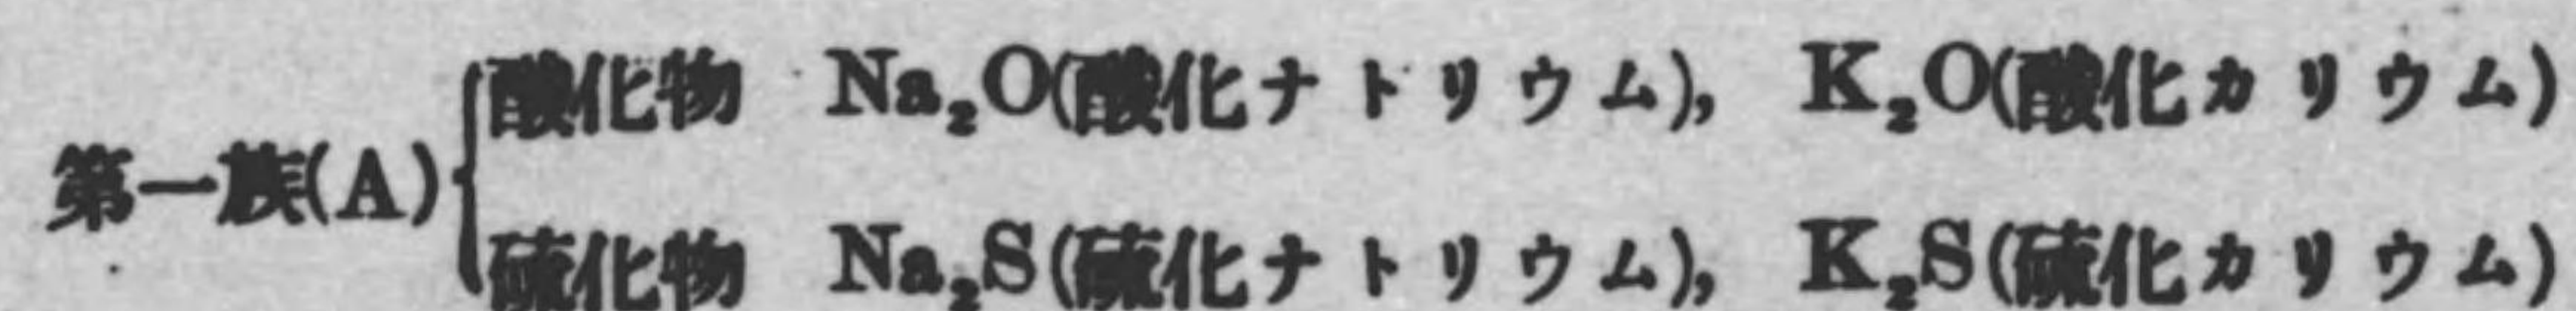 酸化物 Na₂O(酸化ナトリウム), K₂O(酸化カリウム)
第一族(A)
硫化物 Na₂S(硫化ナトリウム), K₂S(硫化カリウム)